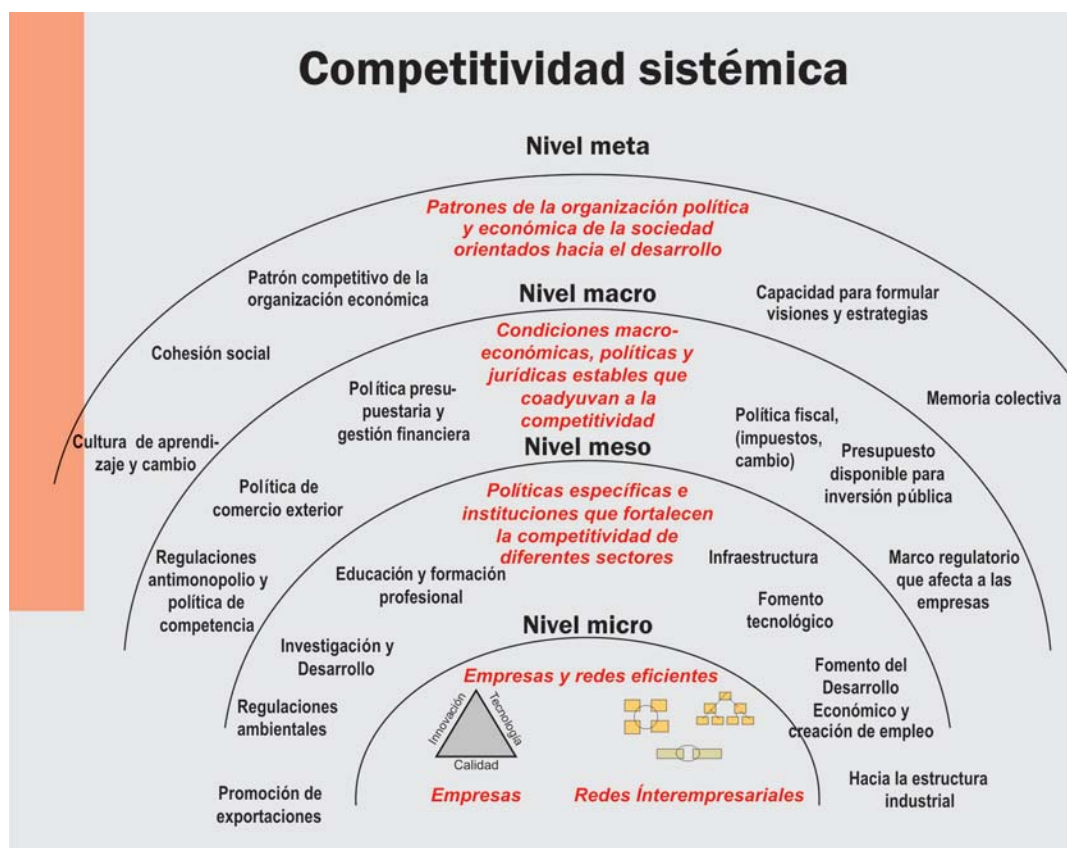 Competitividad sistémica
Nivel meta
Patrones de la organización política
y económica de la sociedad
orientados hacia el desarrollo
Patrón competitivo de la
organización económica
Capacidad para formular
visiones y estrategias
Cohesión social
Memoria colectiva
Cultura de aprendi-
zaje y cambio
Nivel macro
Condiciones macro-
económicas, políticas y
jurídicas estables que
coadyuvan a la
competitividad
Política presu-
puestaria y
gestión financiera
Política fiscal,
(impuestos,
cambio)
Presupuesto
disponible para
inversión pública
Política de
comercio exterior
Regulaciones
antimonopolio y
política de
competencia
Marco regulatorio
que afecta a las
empresas
Nivel meso
Políticas específicas e
instituciones que fortalecen
la competitividad de
diferentes sectores
Infraestructura
Educación y formación
profesional
Fomento
tecnológico
Investigación y
Desarrollo
Fomento del
Desarrollo
Económico y
creación de empleo
Regulaciones
ambientales
Promoción de
exportaciones
Hacia la estructura
industrial
Nivel micro
Empresas y redes eficientes
Innovación
Tecnología
Calidad
Empresas
Redes Ínterempresariales